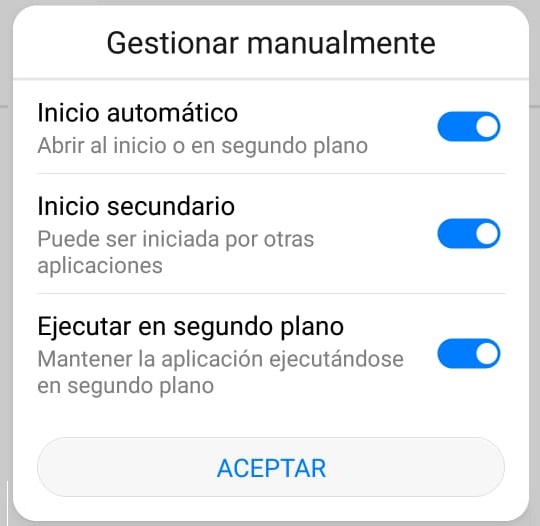 Gestionar manualmente
Inicio automático
Abrir al inicio o en segundo plano
Inicio secundario
Puede ser iniciada por otras
aplicaciones
Ejecutar en segundo plano
Mantener la aplicación ejecutándose
en segundo plano
ACEPTAR